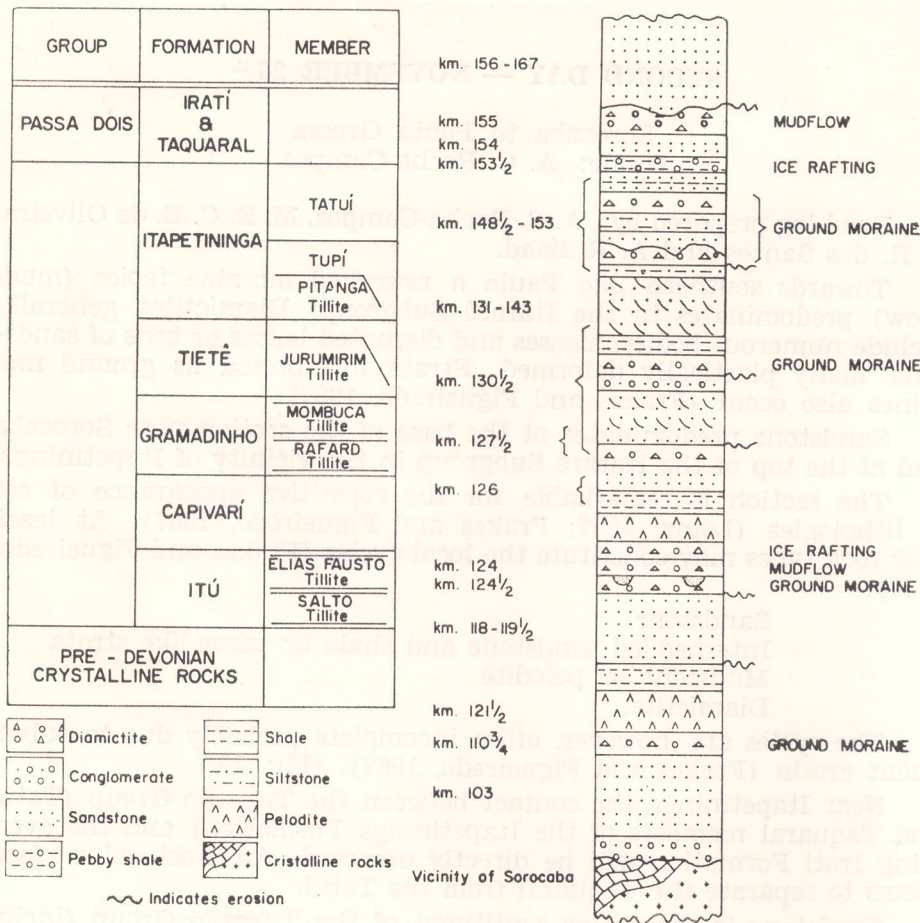 GROUP
FORMATION
MEMBER
PASSA DOIS
IRATÍ
&
TAQUARAL
ITAPETININGA
TATUÍ
TUPÍ
PITANGA
Tillite
TIETÊ
JURUMIRIM
Tillite
GRAMADINHO
MOMBUCA
Tillite
RAFARD
Tillite
CAPIVARÍ
ITÚ
ELIAS FAUSTO
Tillite
SALTO
Tillite
PRE - DEVONIAN
CRYSTALLINE ROCKS
km. 156 - 167
km. 155
km. 154
km. 153½
km. 148½ - 153
km. 131 - 143
km. 130½
km. 127½
km. 126
km. 124
km. 124½
km. 118 - 119½
km. 121½
km. 110¾
km. 103
Vicinity of Sorocaba
MUDFLOW
ICE RAFTING
GROUND MORAINE
GROUND MORAINE
ICE RAFTING
MUDFLOW
GROUND MORAINE
GROUND MORAINE
Diamictite
Conglomerate
Sandstone
Pebby shale
Shale
Siltstone
Pelodite
Cristalline rocks
Indicates erosion